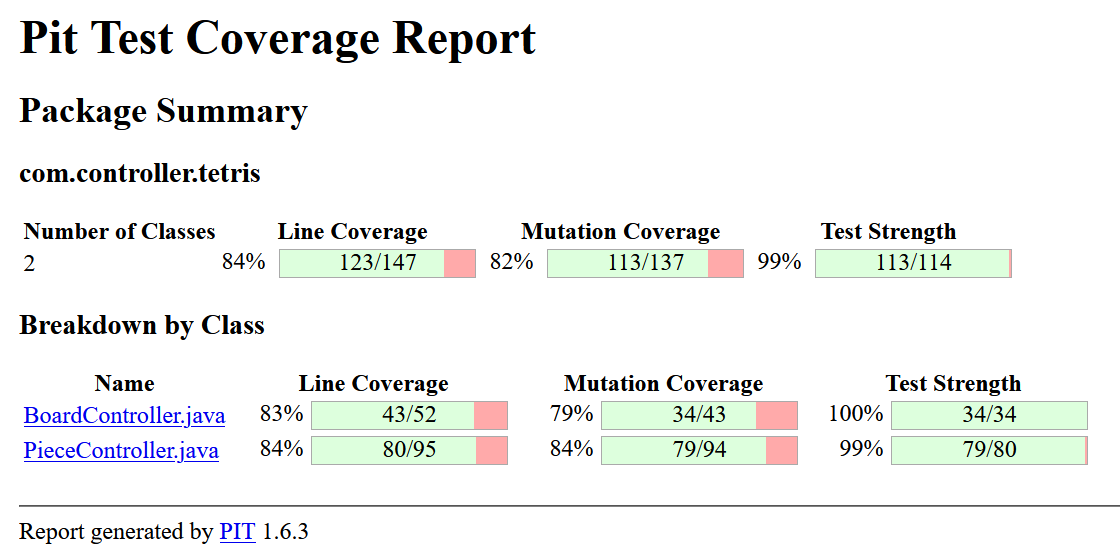 Pit Test Coverage Report
Package Summary
com.controller.tetris
Number of Classes Line Coverage Mutation Coverage Test Strength
2 84% 123/147 82% 113/137 99% 113/114
Breakdown by Class
Name Line Coverage Mutation Coverage Test Strength
BoardController.java 83% 43/52 79% 34/43 100% 34/34
PieceController.java 84% 80/95 84% 79/94 99% 79/80
Report generated by PIT 1.6.3